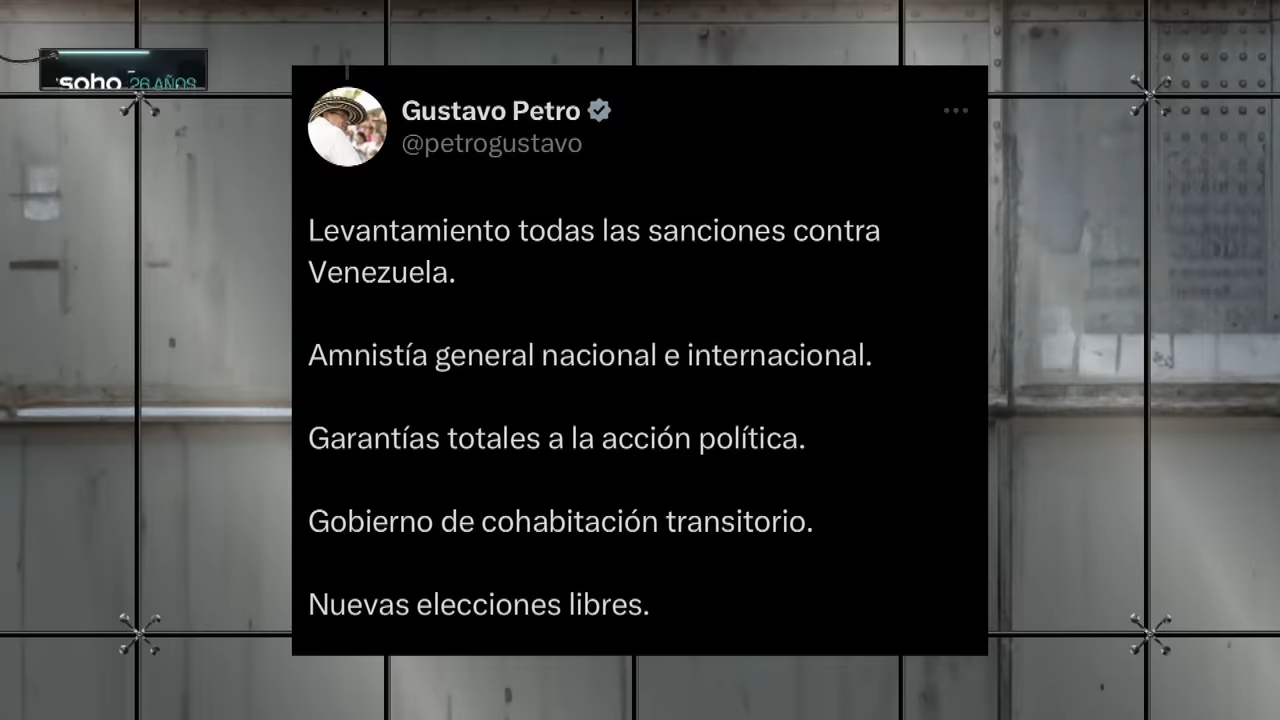 soho 26 AÑOS
Gustavo Petro
@petrogustavo
Levantamiento todas las sanciones contra
Venezuela.
Amnistía general nacional e internacional.
Garantías totales a la acción política.
Gobierno de cohabitación transitorio.
Nuevas elecciones libres.